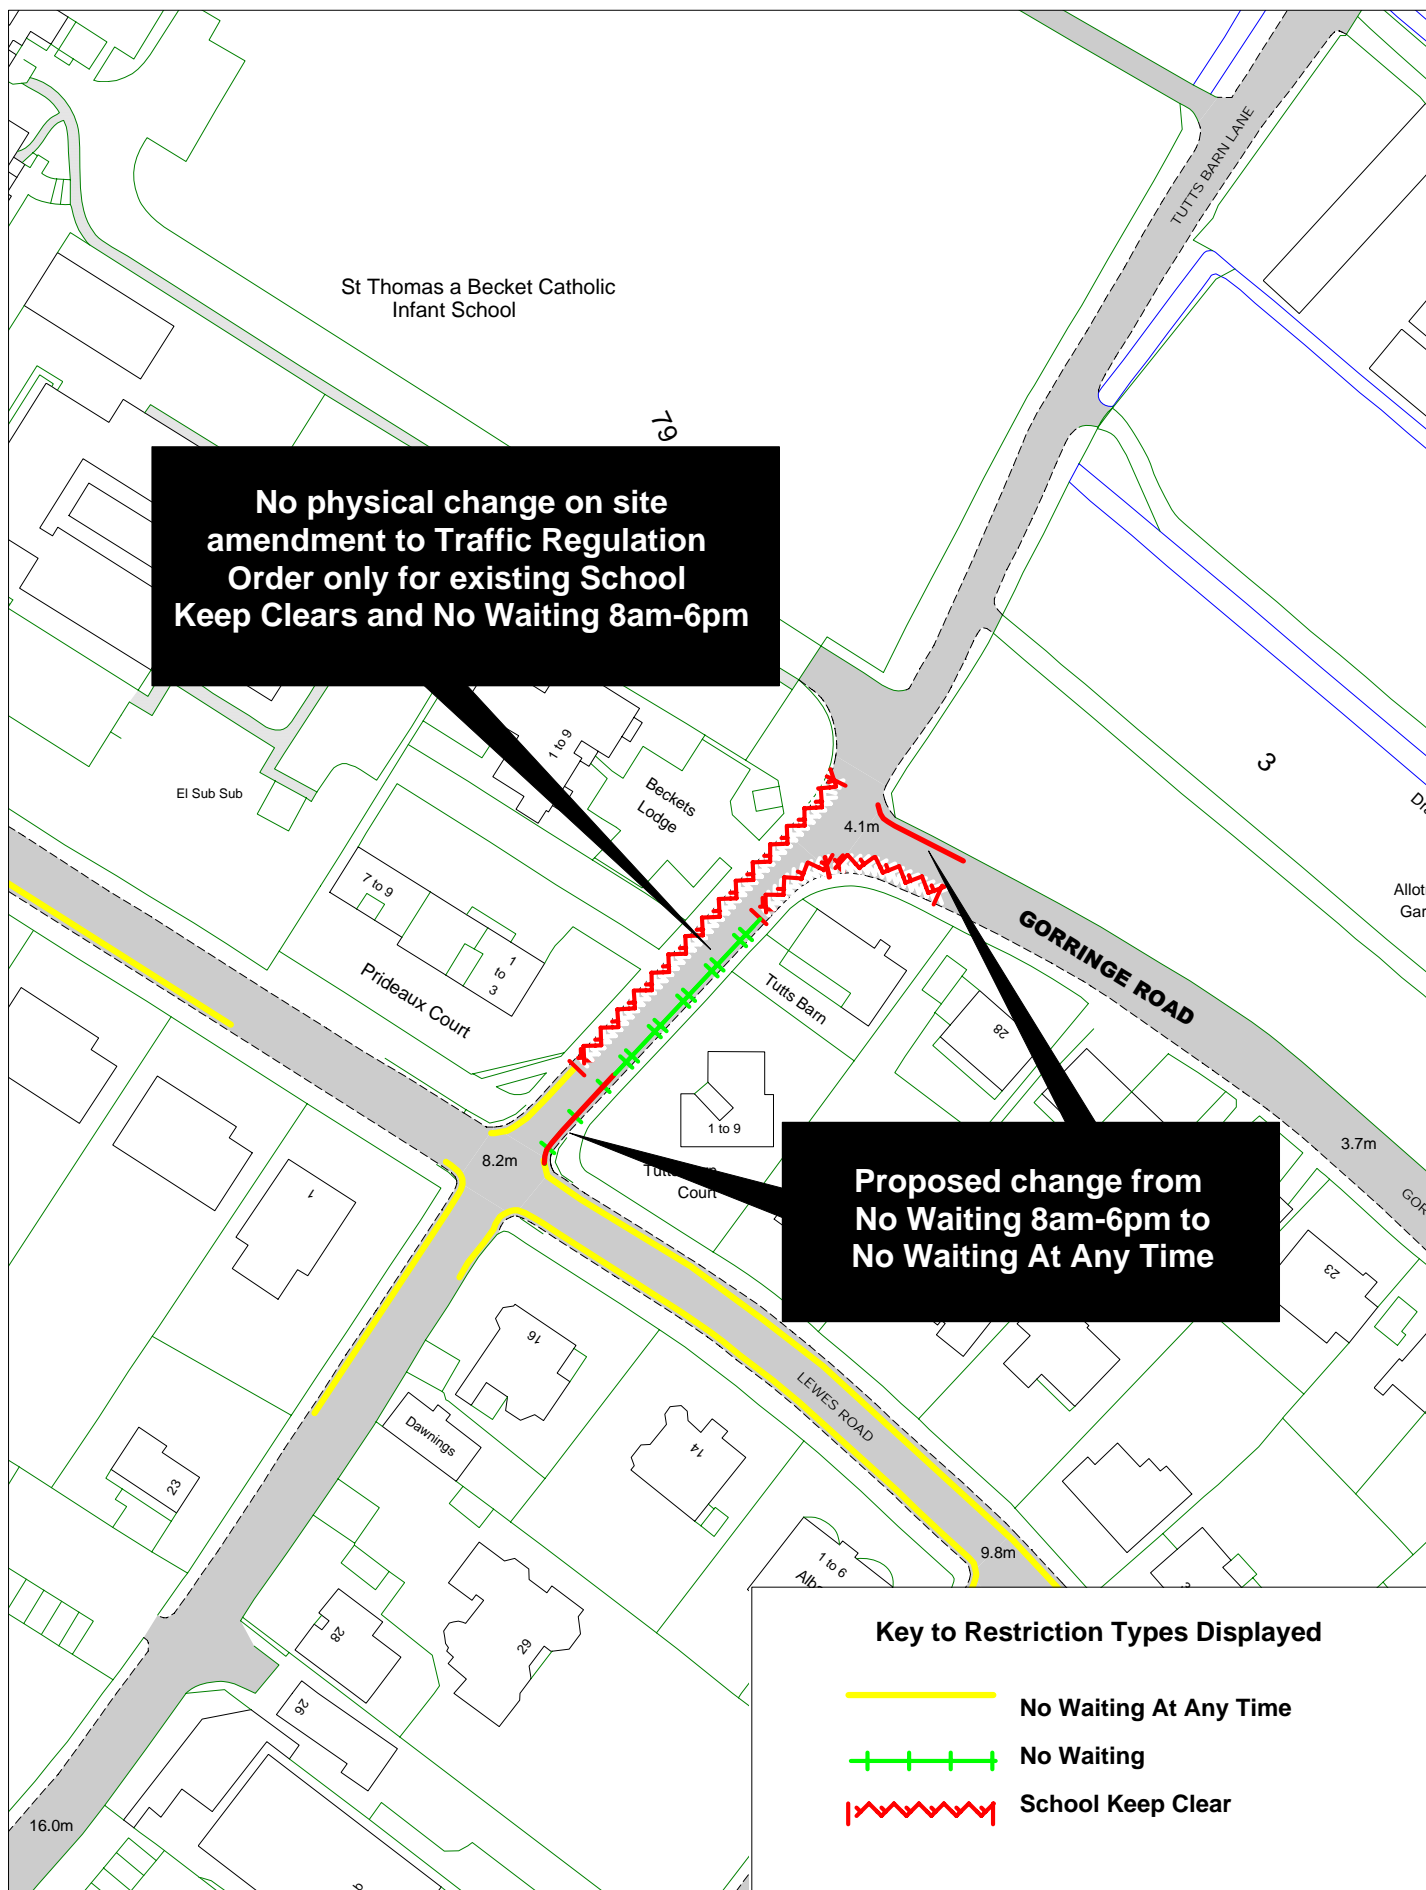 TUTTS BARN LANE
St Thomas a Becket Catholic
Infant School
79
No physical change on site
amendment to Traffic Regulation
Order only for existing School
Keep Clears and No Waiting 8am-6pm
1 to 9
Beckets
Lodge
El Sub Sub
3
4.1m
7 to 9
1
to
3
Prideaux Court
GORRINGE ROAD
Tutts Barn
28
1 to 9
Court
8.2m
3.7m
Proposed change from
No Waiting 8am-6pm to
No Waiting At Any Time
1
23
16
LEWES ROAD
Dawnings
14
23
9.8m
1 to 6
28
29
26
16.0m
Key to Restriction Types Displayed
No Waiting At Any Time
No Waiting
School Keep Clear